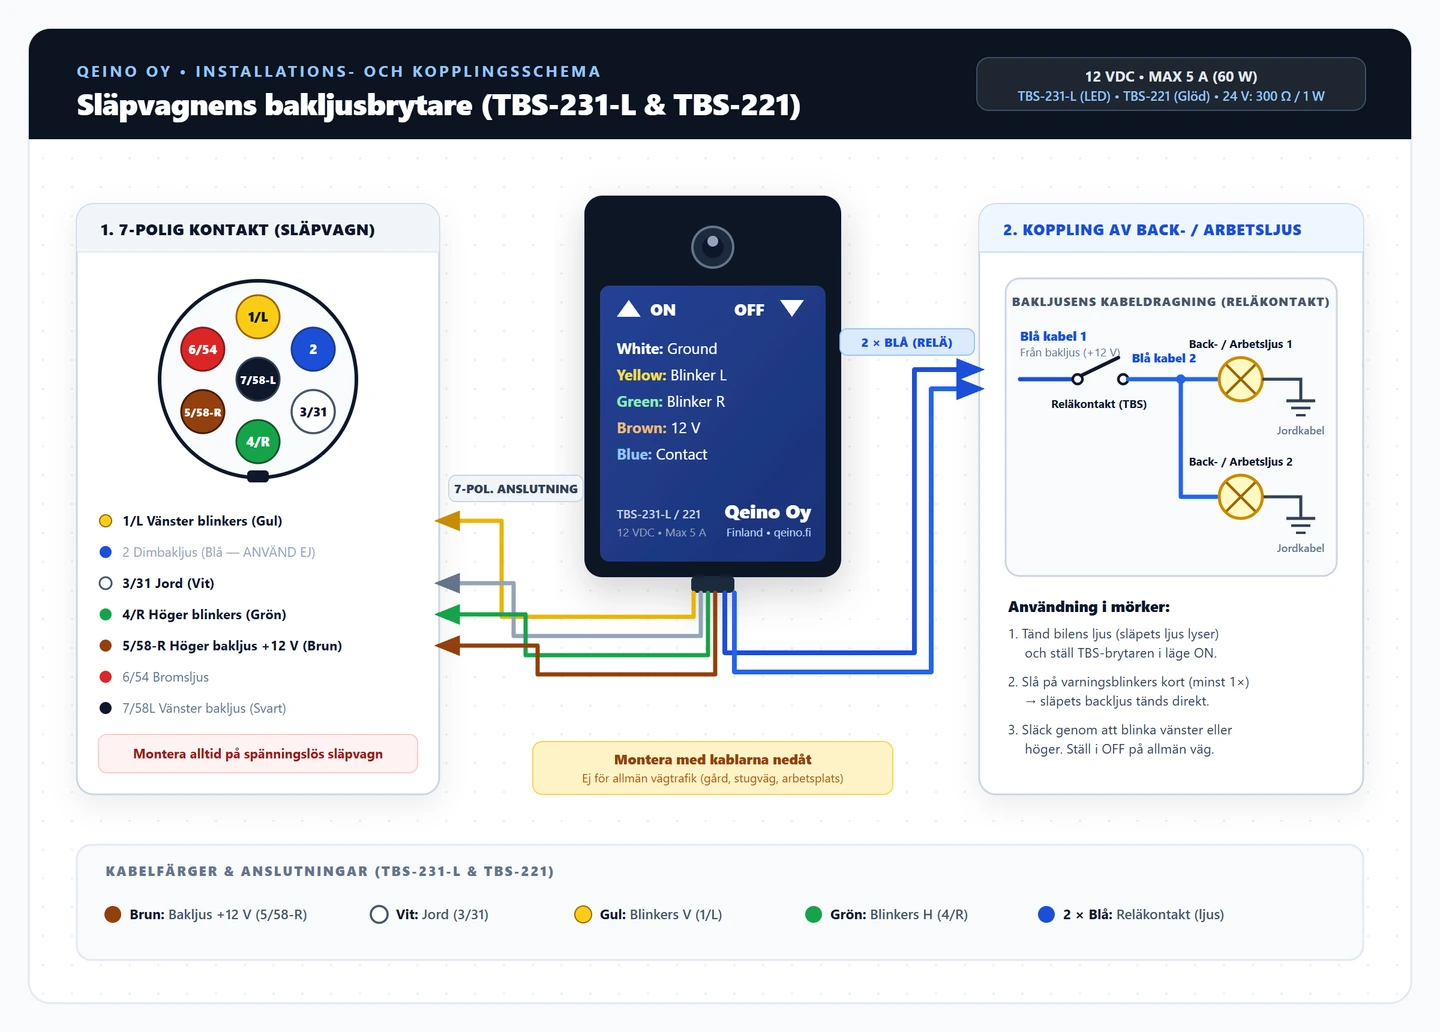 QEINO OY • INSTALLATIONS- OCH KOPPLINGSSCHEMA
Släpvagnens bakljusbrytare (TBS-231-L & TBS-221)
12 VDC • MAX 5 A (60 W)
TBS-231-L (LED) • TBS-221 (Glöd) • 24 V: 300 Ω / 1 W
1. 7-POLIG KONTAKT (SLÄPVAGN)
1/L
6/54
2
7/58-L
5/58-R
3/31
4/R
1/L Vänster blinkers (Gul)
2 Dimbakljus (Blå — ANVÄND EJ)
3/31 Jord (Vit)
4/R Höger blinkers (Grön)
5/58-R Höger bakljus +12 V (Brun)
6/54 Bromsljus
7/58L Vänster bakljus (Svart)
Montera alltid på spänningslös släpvagn
7-POL. ANSLUTNING
ON
OFF
White: Ground
Yellow: Blinker L
Green: Blinker R
Brown: 12 V
Blue: Contact
TBS-231-L / 221
12 VDC • Max 5 A
Qeino Oy
Finland • qeino.fi
2 × BLÅ (RELÄ)
Montera med kablarna nedåt
Ej för allmän vägtrafik (gård, stugväg, arbetsplats)
2. KOPPLING AV BACK- / ARBETSLJUS
BAKLJUSENS KABELDRAGNING (RELÄKONTAKT)
Blå kabel 1
Från bakljus (+12 V)
Blå kabel 2
Back- / Arbetsljus 1
Reläkontakt (TBS)
Jordkabel
Back- / Arbetsljus 2
Jordkabel
Användning i mörker:
1. Tänd bilens ljus (släpets ljus lyser)
och ställ TBS-brytaren i läge ON.
2. Slå på varningsblinkers kort (minst 1×)
→ släpets backljus tänds direkt.
3. Släck genom att blinka vänster eller
höger. Ställ i OFF på allmän väg.
KABELFÄRGER & ANSLUTNINGAR (TBS-231-L & TBS-221)
Brun: Bakljus +12 V (5/58-R)
Vit: Jord (3/31)
Gul: Blinkers V (1/L)
Grön: Blinkers H (4/R)
2 × Blå: Reläkontakt (ljus)